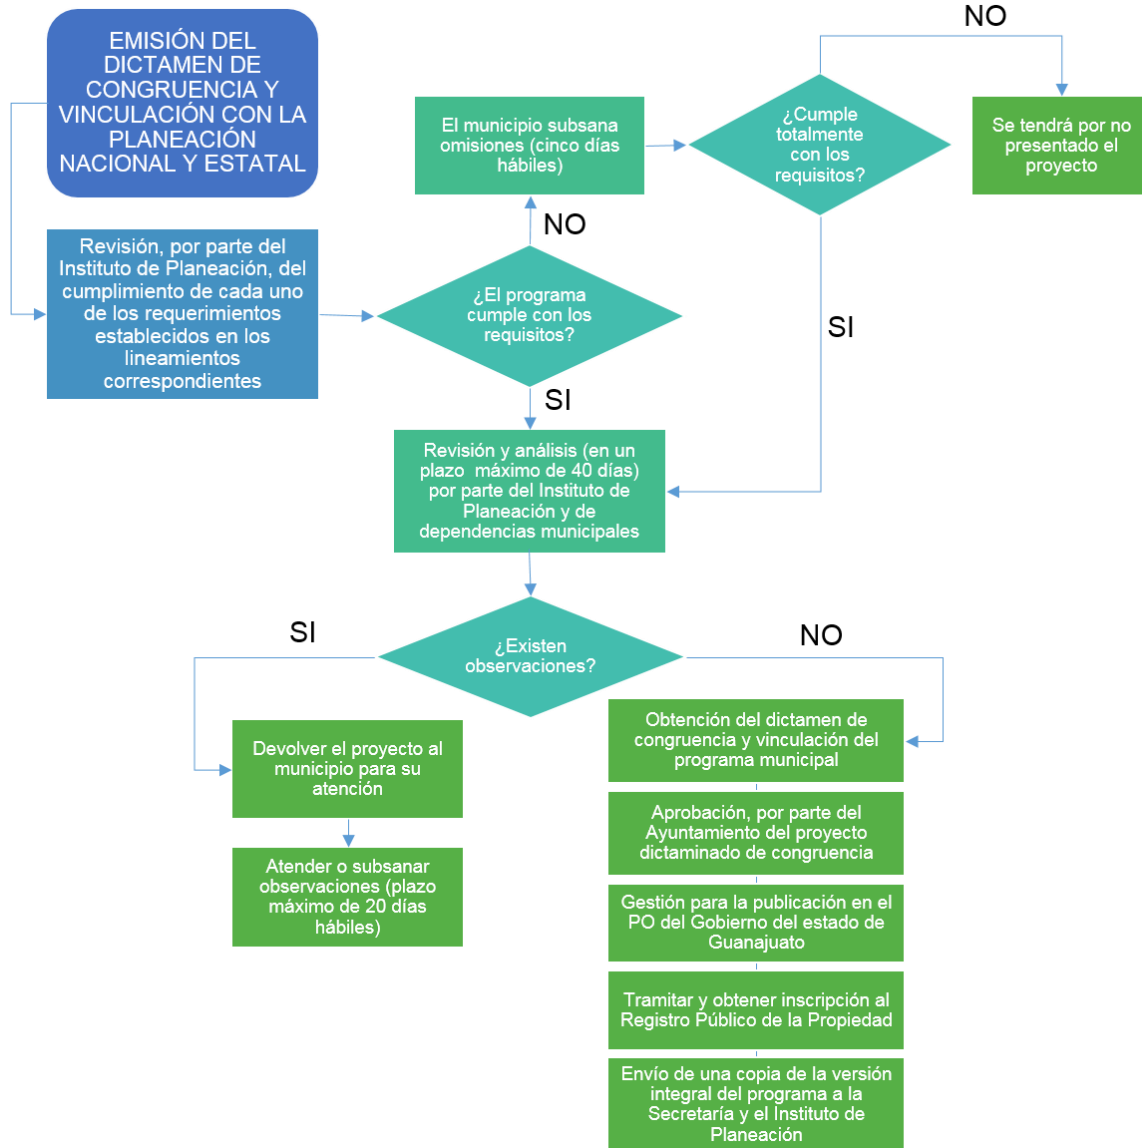 EMISIÓN DEL
DICTAMEN DE
CONGRUENCIA Y
VINCULACIÓN CON LA
PLANEACIÓN
NACIONAL Y ESTATAL
Revisión, por parte del
Instituto de Planeación, del
cumplimiento de cada uno
de los requerimientos
establecidos en los
lineamientos
correspondientes
¿El programa
cumple con los
requisitos?
NO
El municipio subsana
omisiones (cinco días
hábiles)
¿Cumple
totalmente
con los
requisitos?
NO
Se tendrá por no
presentado el
proyecto
SI
SI
Revisión y análisis (en un
plazo máximo de 40 días)
por parte del Instituto de
Planeación y de
dependencias municipales
¿Existen
observaciones?
SI
Devolver el proyecto al
municipio para su
atención
Atender o subsanar
observaciones (plazo
máximo de 20 días
hábiles)
NO
Obtención del dictamen de
congruencia y vinculación del
programa municipal
Aprobación, por parte del
Ayuntamiento del proyecto
dictaminado de congruencia
Gestión para la publicación en el
PO del Gobierno del estado de
Guanajuato
Tramitar y obtener inscripción al
Registro Público de la Propiedad
Envío de una copia de la versión
integral del programa a la
Secretaría y el Instituto de
Planeación